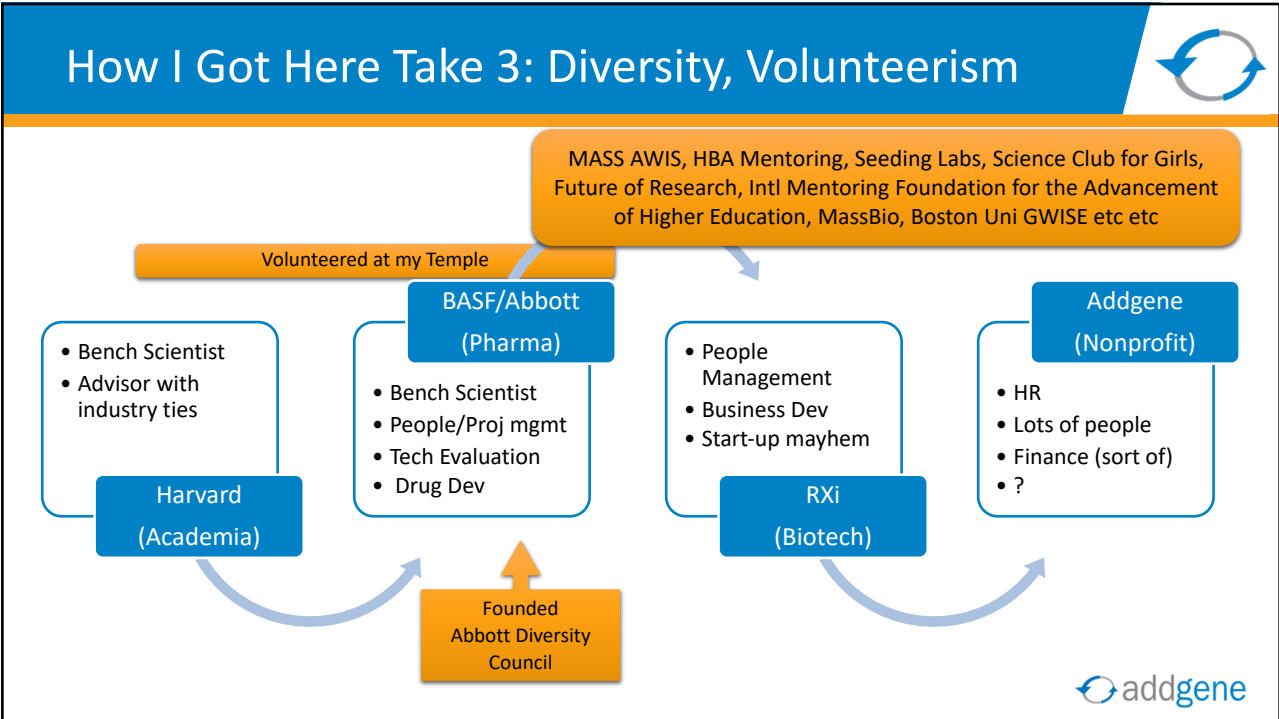 How I Got Here Take 3: Diversity, Volunteerism
MASS AWIS, HBA Mentoring, Seeding Labs, Science Club for Girls,
Future of Research, Intl Mentoring Foundation for the Advancement
of Higher Education, MassBio, Boston Uni GWISE etc etc
Volunteered at my Temple
• Bench Scientist
• Advisor with
industry ties
Harvard
(Academia)
BASF/Abbott
(Pharma)
• Bench Scientist
• People/Proj mgmt
• Tech Evaluation
• Drug Dev
Founded
Abbott Diversity
Council
• People
Management
• Business Dev
• Start-up mayhem
RXi
(Biotech)
Addgene
(Nonprofit)
• HR
• Lots of people
• Finance (sort of)
• ?
addgene